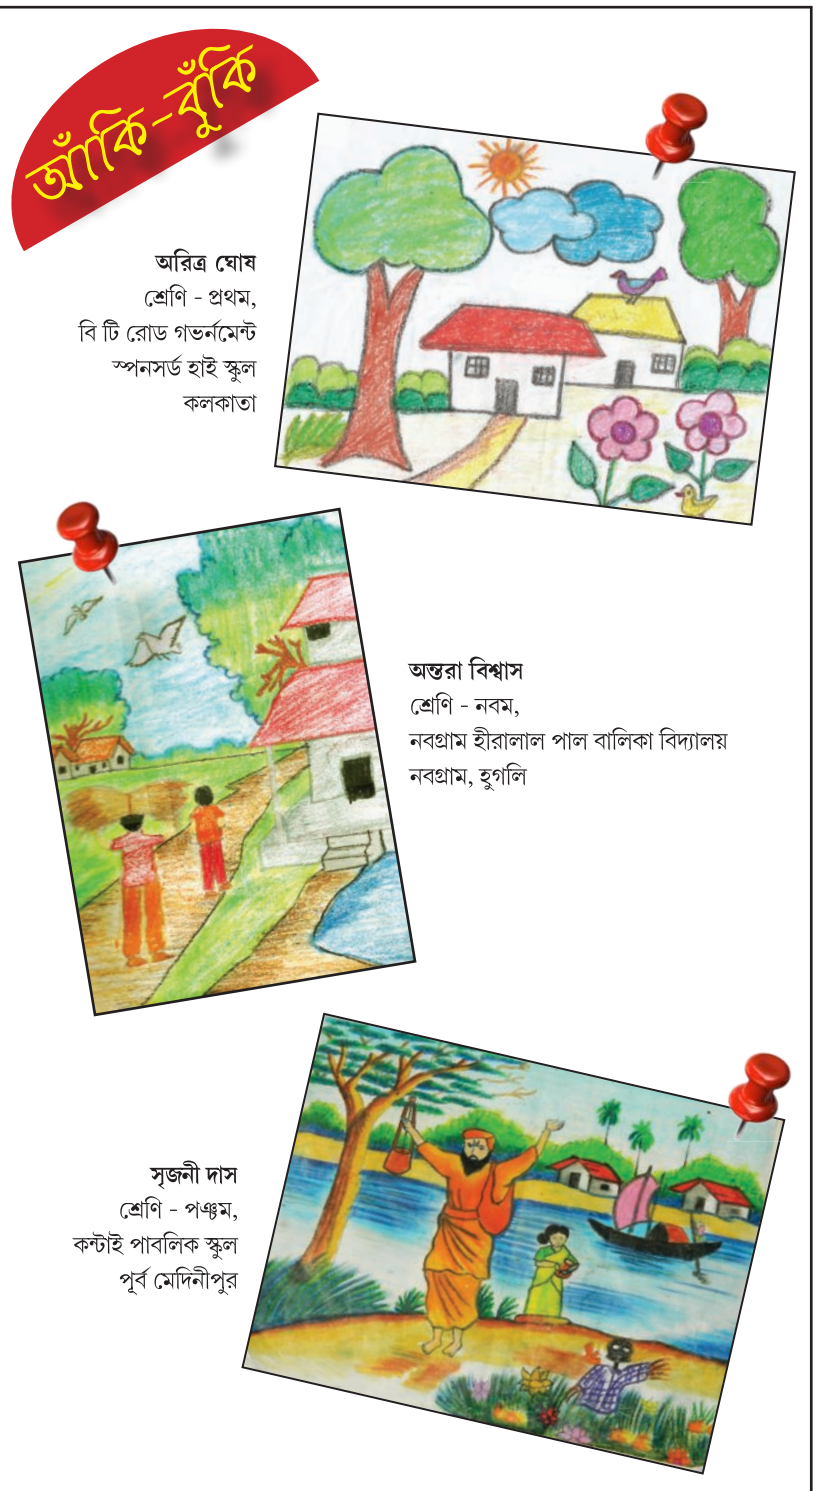 আঁকি-বুঁকি
অরিত্র ঘোষ
শ্রেণি - প্রথম,
বি টি রোড গভর্নমেন্ট
স্পনসর্ড হাই স্কুল
কলকাতা
অন্তরা বিশ্বাস
শ্রেণি - নবম,
নবগ্রাম হীরালাল পাল বালিকা বিদ্যালয়
নবগ্রাম, হুগলি
সৃজনী দাস
শ্রেণি - পঞ্চম,
কন্টাই পাবলিক স্কুল
পূর্ব মেদিনীপুর